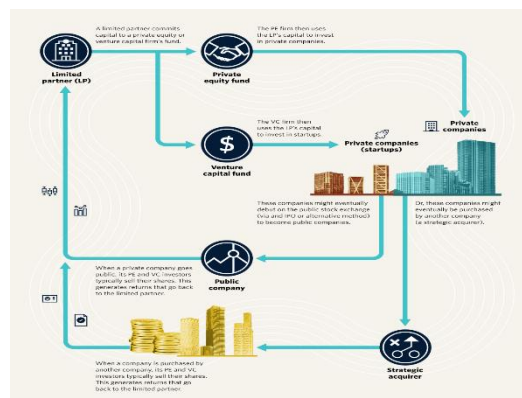 A limited partner commits
capital to a private equity or
venture capital firm's fund.
The PE firm then uses
the LP's capital to invest
in private companies.
Limited
partner (LP)
Private
equity fund
The VC firm then
uses the LP's capital
to invest in startups.
$
Venture
capital fund
Private companies
(startups)
Private
companies
These companies might eventually
debut on the public stock exchange
(via and IPO or alternative method)
to become public companies.
Or, these companies might
eventually be purchased
by another company
(a strategic acquirer).
When a private company goes
public, its PE and VC investors
typically sell their shares. This
generates returns that go back
to the limited partner.
Public
company
When a company is purchased by
another company, its PE and VC
investors typically sell their shares.
This generates returns that go
back to the limited partner.
Strategic
acquirer